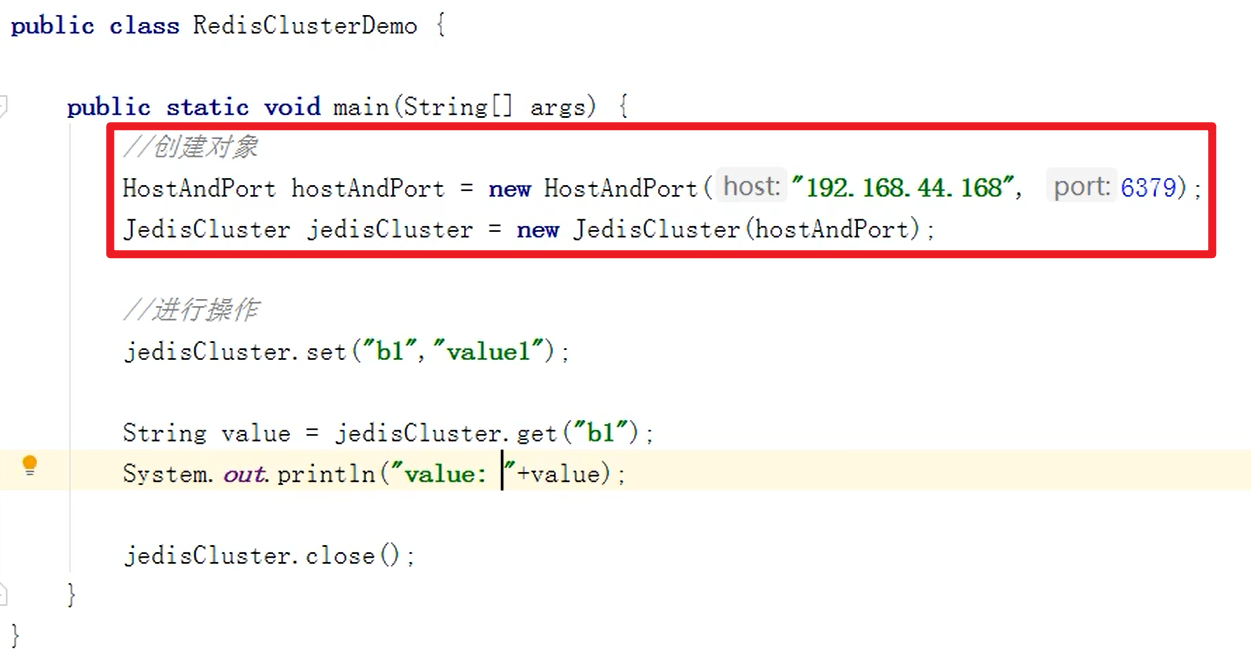 public class RedisClusterDemo {
public static void main(String[] args) {
//创建对象
HostAndPort hostAndPort = new HostAndPort( host: "192.168.44.168", port: 6379);
JedisCluster jedisCluster = new JedisCluster(hostAndPort);
//进行操作
jedisCluster.set("b1","value1");
String value = jedisCluster.get("b1");
System.out.println("value: "+value);
jedisCluster.close();
}
}